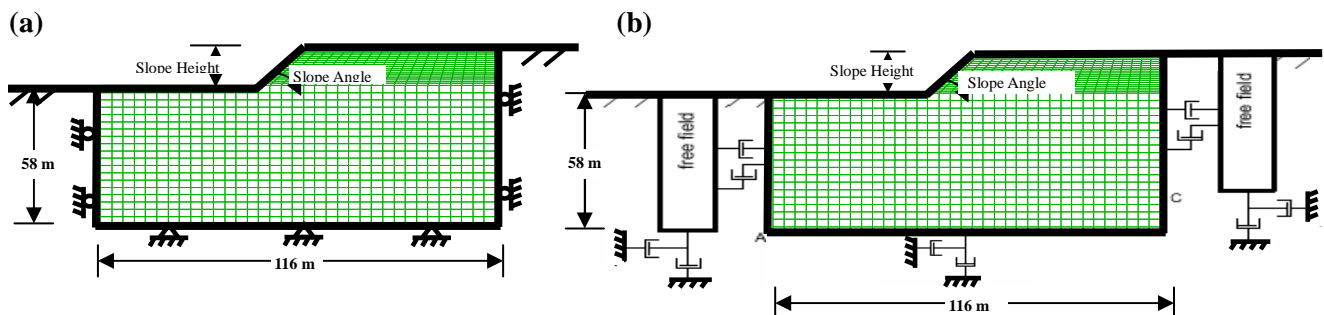 (a)
Slope Height
Slope Angle
58 m
116 m
(b)
Slope Height
Slope Angle
free field
free field
58 m
A
C
116 m